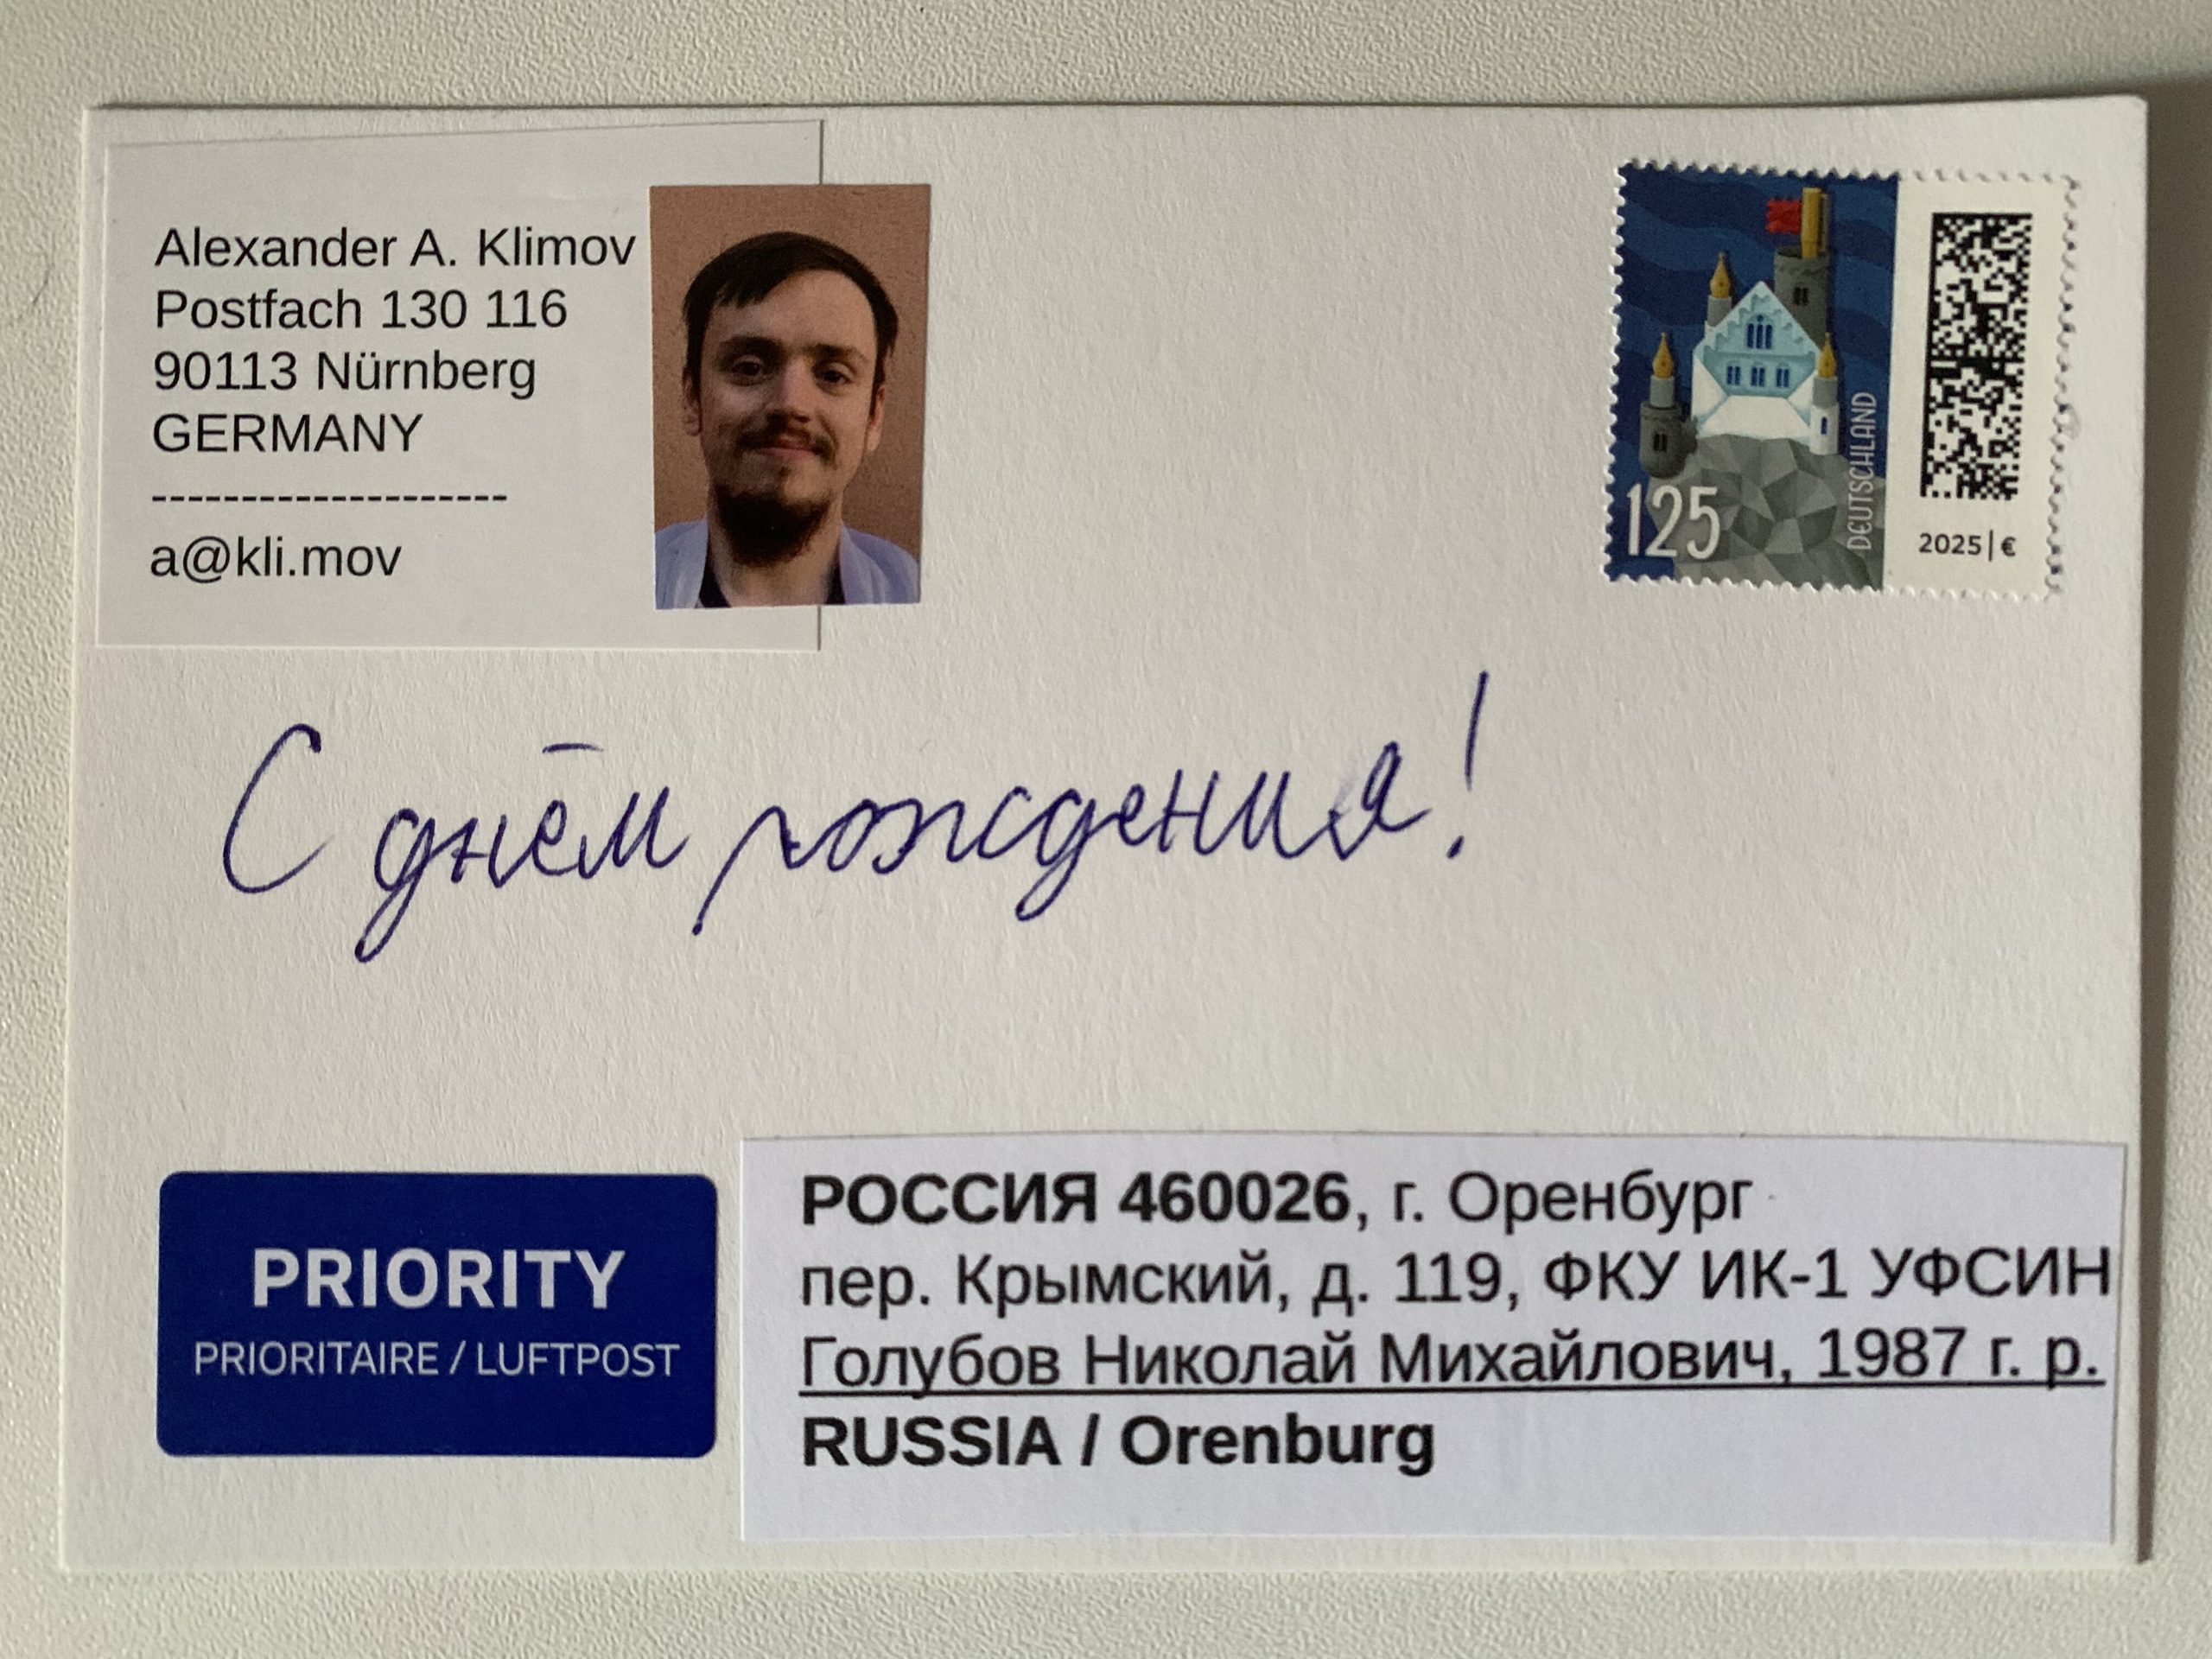 Alexander A. Klimov
Postfach 130 116
90113 Nürnberg
GERMANY
--------------------
a@kli.mov
125
DEUTSCHLAND
2025|€
С днём рождения!
PRIORITY
PRIORITAIRE / LUFTPOST
РОССИЯ 460026, г. Оренбург
пер. Крымский, д. 119, ФКУ ИК-1 УФСИН
Голубов Николай Михайлович, 1987 г. р.
RUSSIA / Orenburg